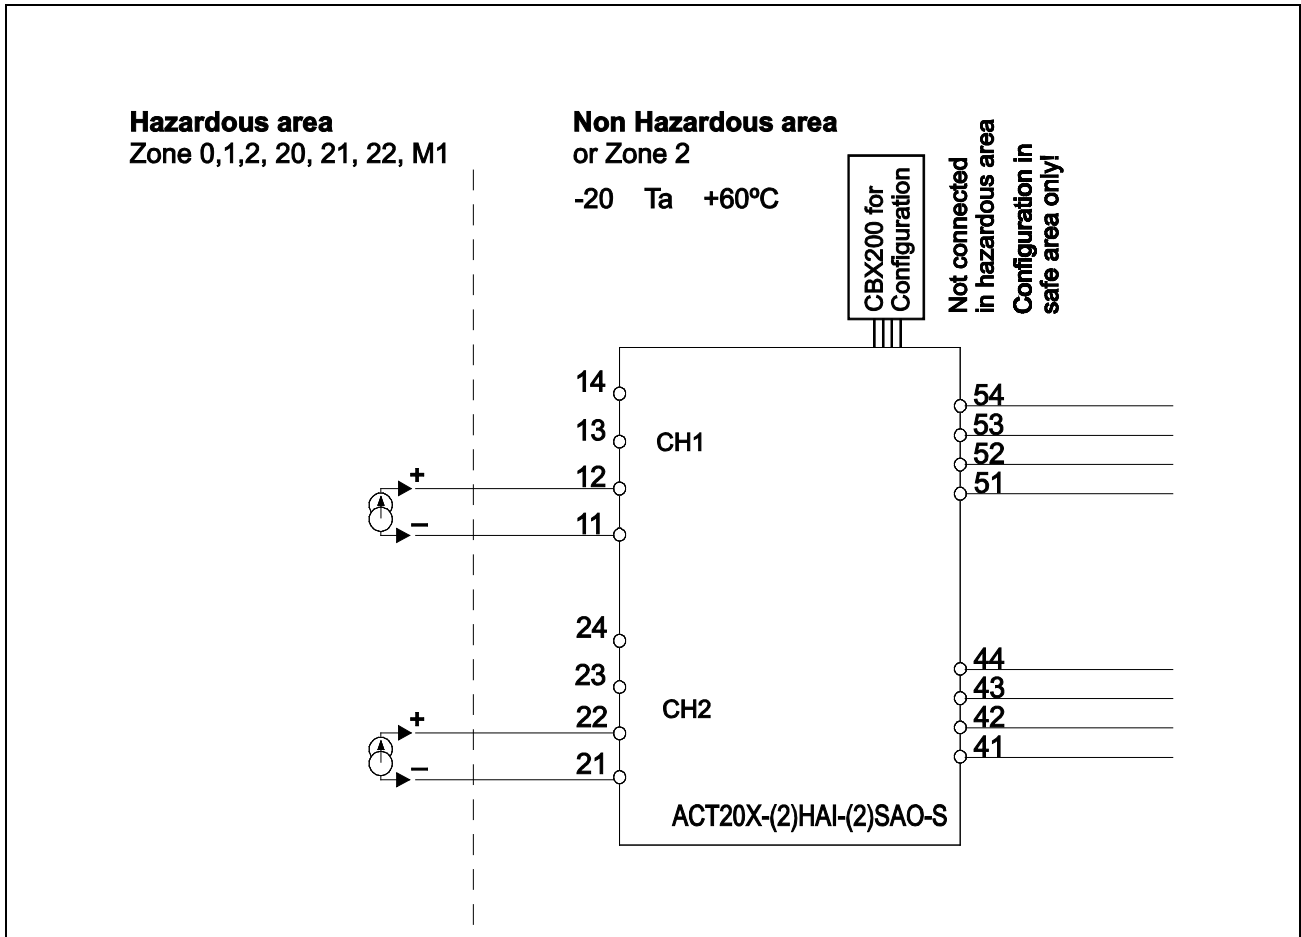 Hazardous area
Zone 0,1,2, 20, 21, 22, M1
Non Hazardous area
or Zone 2
-20 Ta +60ºC
CBX200 for
Configuration
Not connected
in hazardous area
Configuration in
safe area only!
14
13
12
11
CH1
+
–
24
23
22
21
CH2
+
–
54
53
52
51
44
43
42
41
ACT20X-(2)HAI-(2)SAO-S